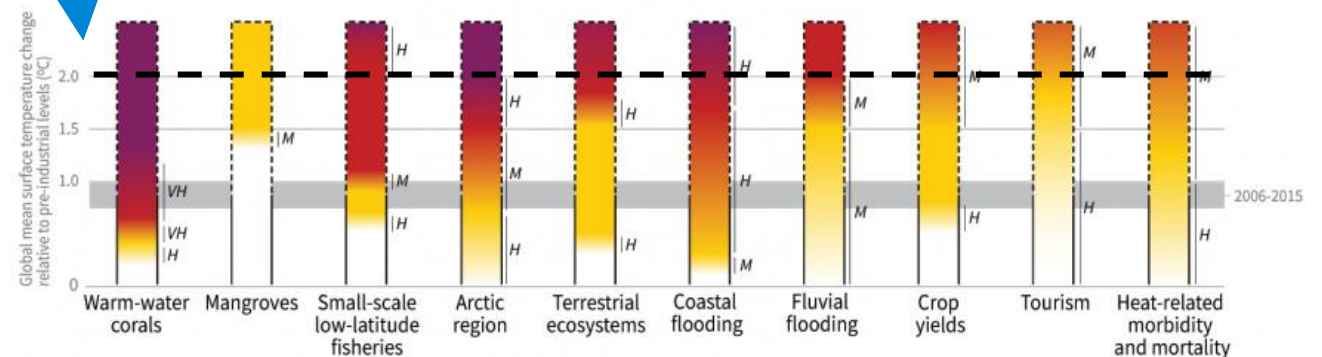 Global mean surface temperature change
relative to pre-industrial levels (°C)
2.0
1.5
1.0
0
H
M
H
H
H
M
M
M
H
M
M
VH
M
H
2006-2015
VH
H
H
H
H
M
M
H
H
H
Warm-water
corals
Mangroves
Small-scale
low-latitude
fisheries
Arctic
region
Terrestrial
ecosystems
Coastal
flooding
Fluvial
flooding
Crop
yields
Tourism
Heat-related
morbidity
and mortality